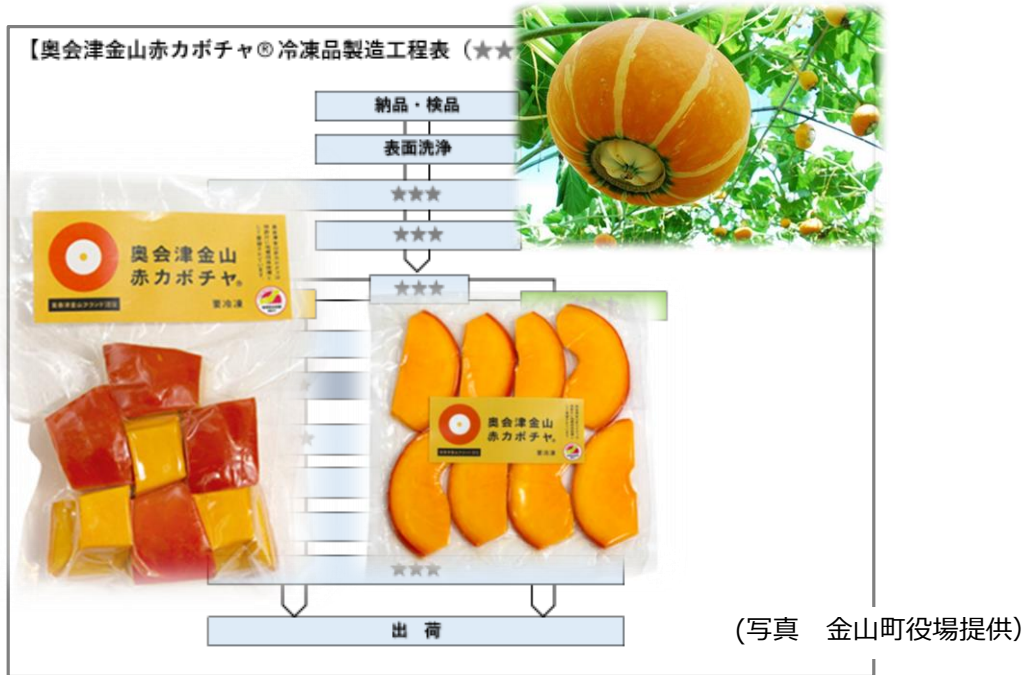 【奥会津金山赤カボチャ® 冷凍品製造工程表（★★
納品・検品
表面洗浄
★★★
★★★
★★★
奥会津金山
赤カボチャ®
要冷凍
奥会津金山
赤カボチャ®
要冷凍
★
★★★
出 荷
(写真 金山町役場提供)